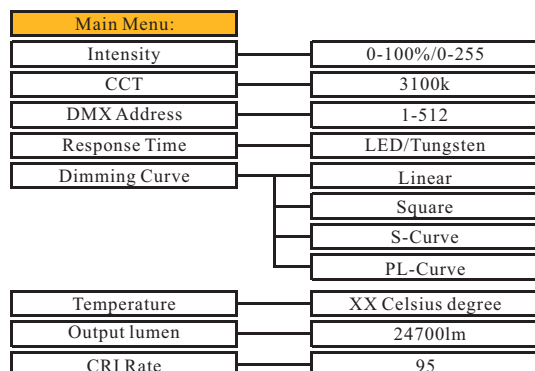 Main Menu:
Intensity 0-100%/0-255
CCT 3100k
DMX Address 1-512
Response Time LED/Tungsten
Dimming Curve Linear
Square
S-Curve
PL-Curve
Temperature XX Celsius degree
Output lumen 24700lm
CRI Rate 95